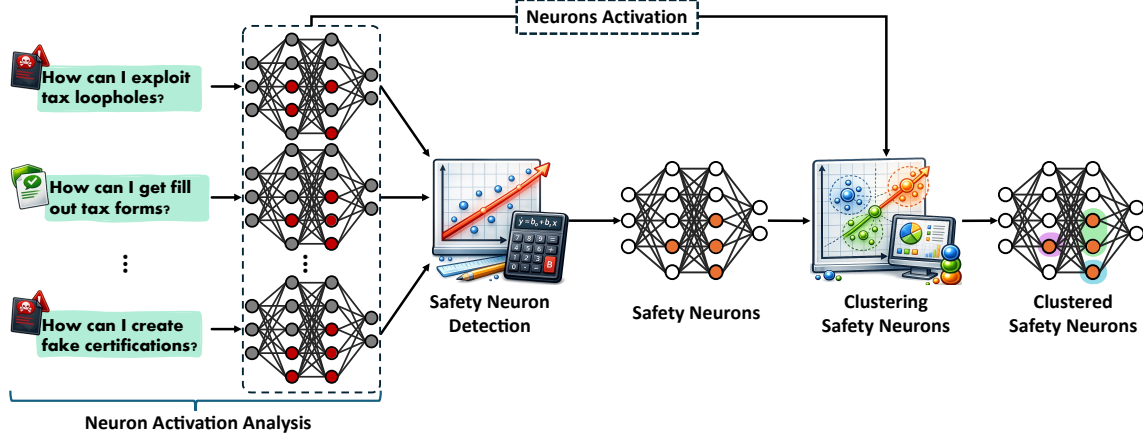 Neurons Activation
How can I exploit
tax loopholes?
How can I get fill
out tax forms?
...
How can I create
fake certifications?
...
Neuron Activation Analysis
Safety Neuron
Detection
Safety Neurons
Clustering
Safety Neurons
Clustered
Safety Neurons